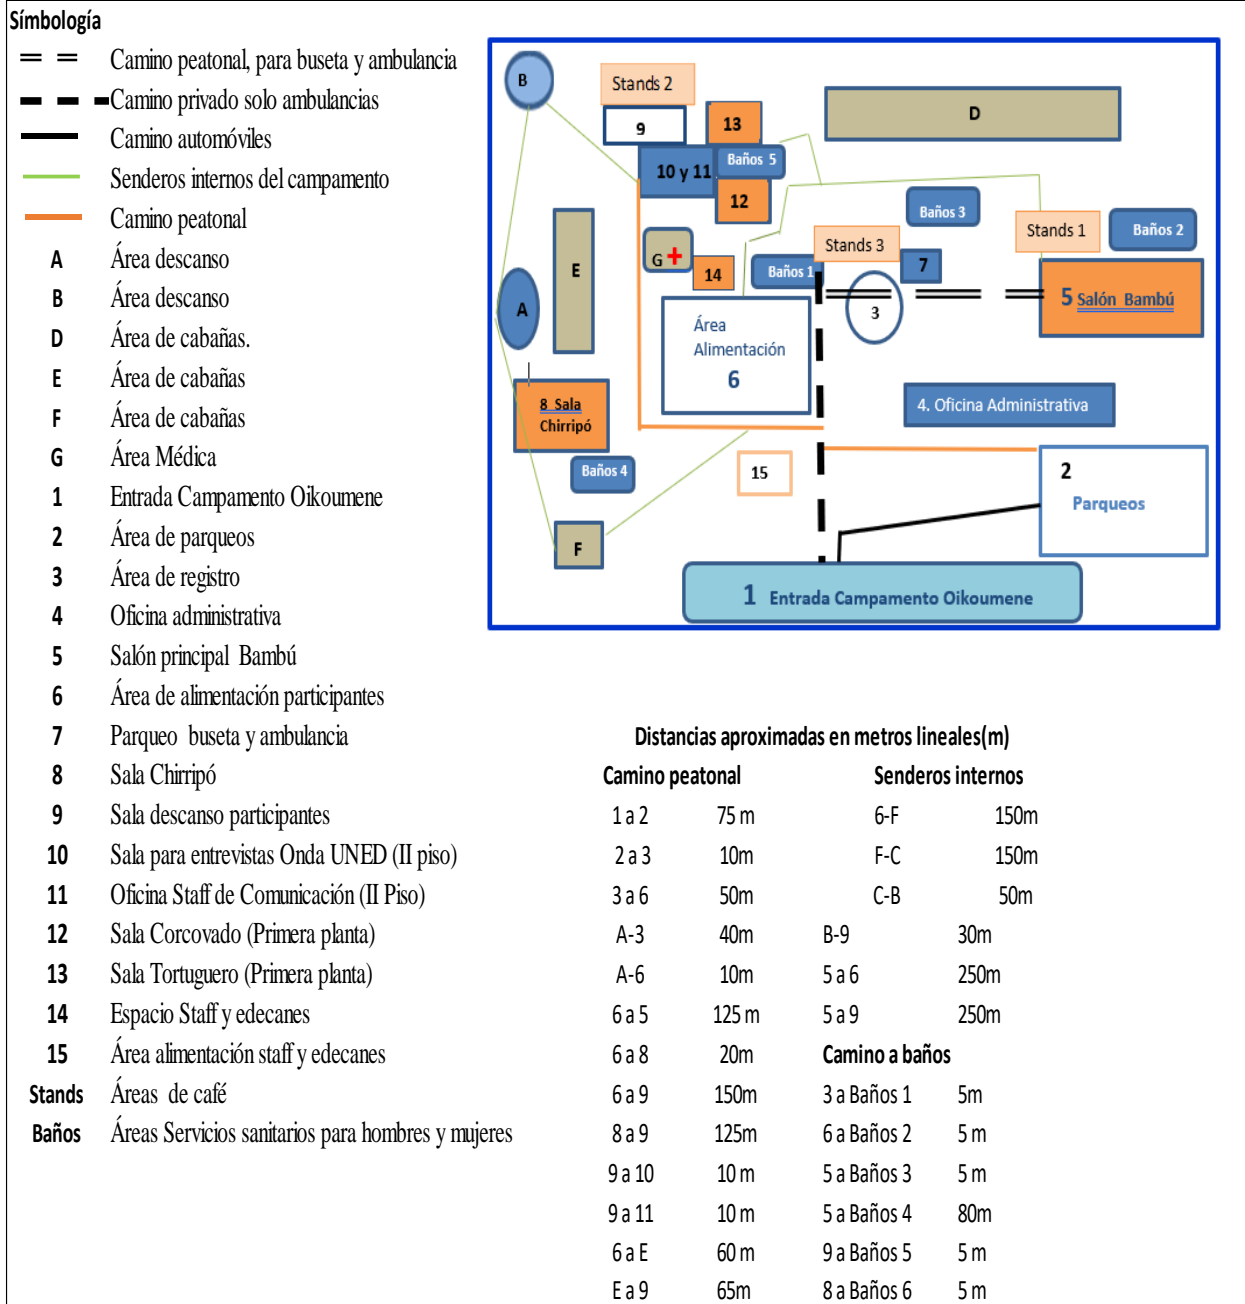 Símbología
Camino peatonal, para buseta y ambulancia
Camino privado solo ambulancias
Camino automóviles
Senderos internos del campamento
Camino peatonal
A Área descanso
B Área descanso
D Área de cabañas.
E Área de cabañas
F Área de cabañas
G Área Médica
1 Entrada Campamento Oikoumene
2 Área de parqueos
3 Área de registro
4 Oficina administrativa
5 Salón principal Bambú
6 Área de alimentación participantes
7 Parqueo buseta y ambulancia
8 Sala Chirripó
9 Sala descanso participantes
10 Sala para entrevistas Onda UNED (II piso)
11 Oficina Staff de Comunicación (II Piso)
12 Sala Corcovado (Primera planta)
13 Sala Tortuguero (Primera planta)
14 Espacio Staff y edecanes
15 Área alimentación staff y edecanes
Stands Áreas de café
Baños Áreas Servicios sanitarios para hombres y mujeres
B
Stands 2
9
13
D
10 y 11
Baños 5
12
Baños 3
Stands 1
Baños 2
Stands 3
G
14
Baños 1
7
E
A
3
5 Salón Bambú
Área
Alimentación
6
8 Sala
Chirripó
4. Oficina Administrativa
Baños 4
15
2
Parqueos
F
1 Entrada Campamento Oikoumene
Distancias aproximadas en metros lineales(m)
Camino peatonal Senderos internos
1 a 2 75 m 6-F 150m
2 a 3 10m F-C 150m
3 a 6 50m C-B 50m
A-3 40m B-9 30m
A-6 10m 5 a 6 250m
6 a 5 125 m 5 a 9 250m
6 a 8 20m Camino a baños
6 a 9 150m 3 a Baños 1 5m
8 a 9 125m 6 a Baños 2 5 m
9 a 10 10 m 5 a Baños 3 5 m
9 a 11 10 m 5 a Baños 4 80m
6 a E 60 m 9 a Baños 5 5 m
E a 9 65m 8 a Baños 6 5 m